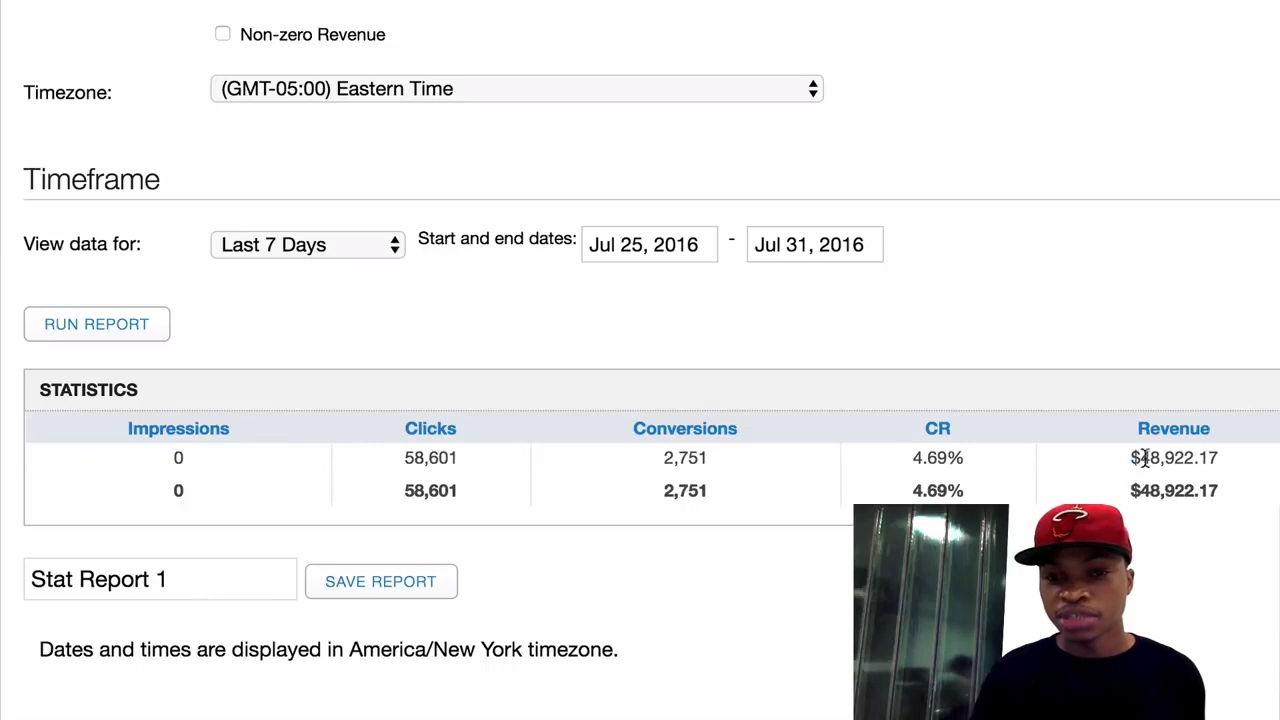 Non-zero Revenue
Timezone: (GMT-05:00) Eastern Time
Timeframe
View data for: Last 7 Days Start and end dates: Jul 25, 2016 - Jul 31, 2016
RUN REPORT
STATISTICS
Impressions Clicks Conversions CR Revenue
0 58,601 2,751 4.69% $48,922.17
0 58,601 2,751 4.69% $48,922.17
Stat Report 1 SAVE REPORT
Dates and times are displayed in America/New York timezone.